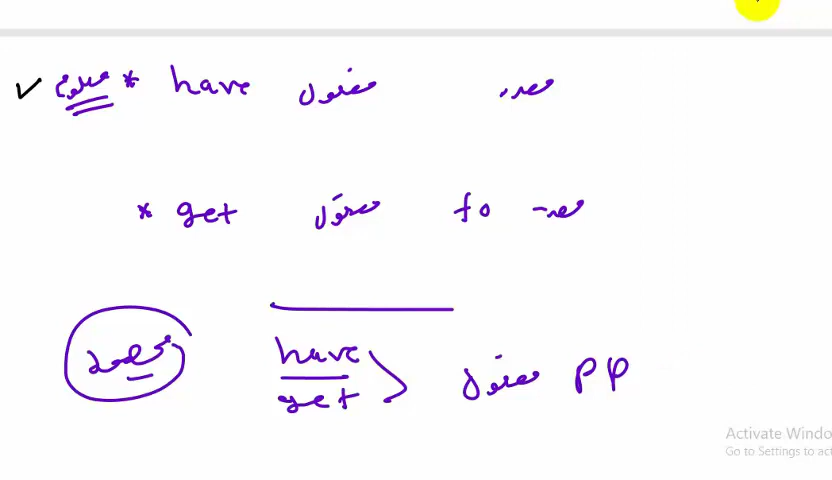 ✓ معلوم * have مفعول مصدر
* get مفعول to مصدر
have
get مفعول PP
Activate Windo
Go to Settings to act